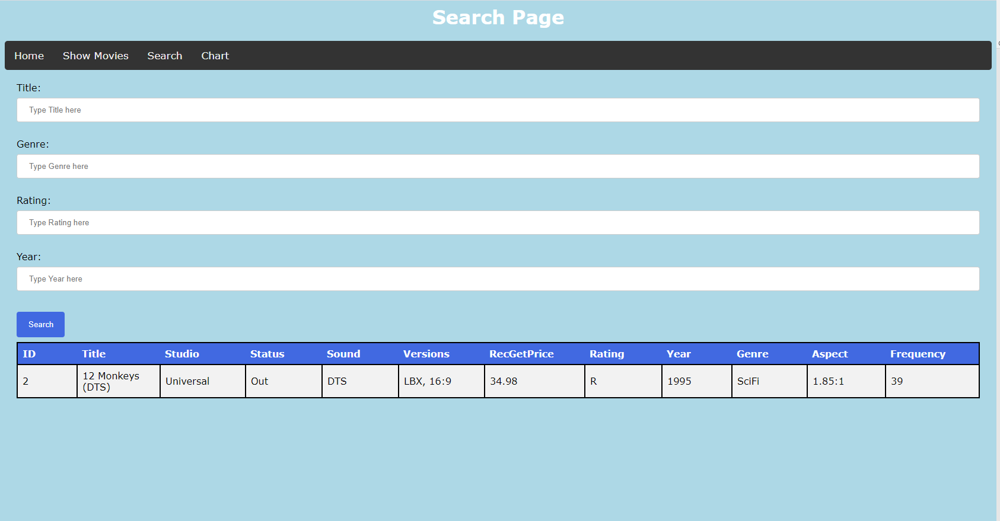 Search Page
Home Show Movies Search Chart
Title:
Type Title here
Genre:
Type Genre here
Rating:
Type Rating here
Year:
Type Year here
Search
ID Title Studio Status Sound Versions RecGetPrice Rating Year Genre Aspect Frequency
2 12 Monkeys (DTS) Universal Out DTS LBX, 16:9 34.98 R 1995 SciFi 1.85:1 39